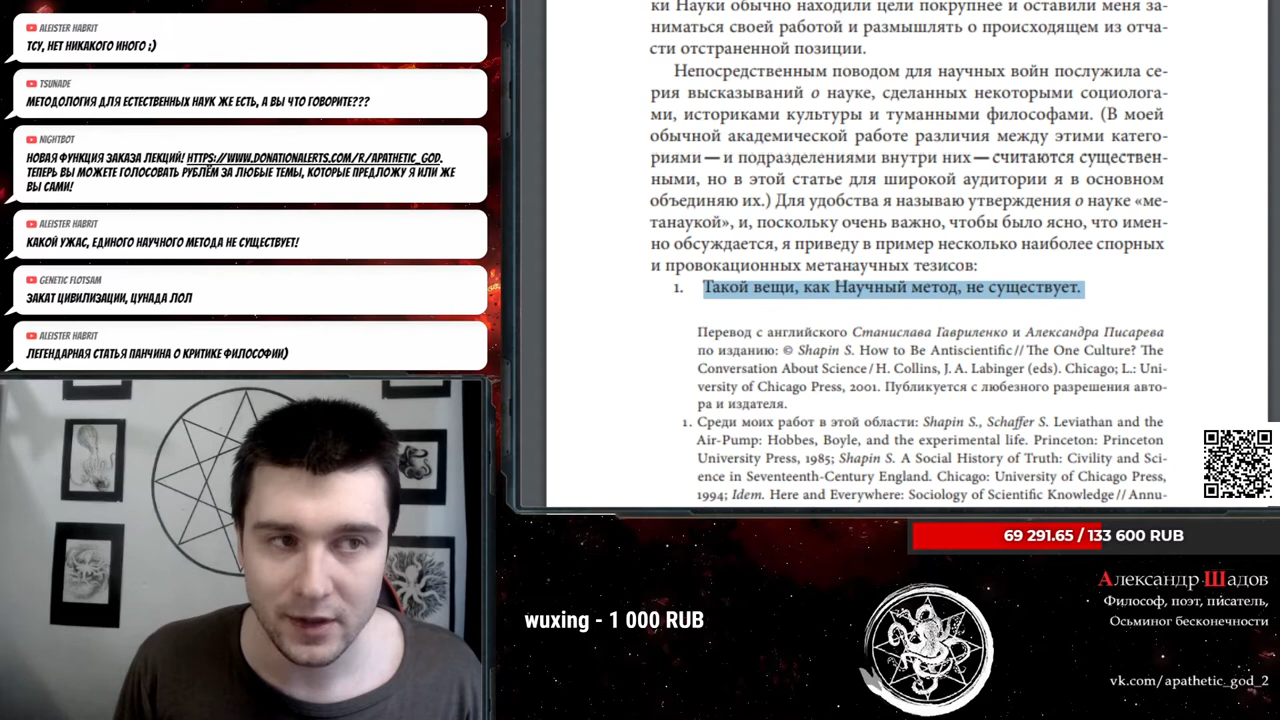 ALEISTER HABRIT
ТСУ, НЕТ НИКАКОГО ИНОГО ;)
TSUNADE
МЕТОДОЛОГИЯ ДЛЯ ЕСТЕСТВЕННЫХ НАУК ЖЕ ЕСТЬ, А ВЫ ЧТО ГОВОРИТЕ???
NIGHTBOT
НОВАЯ ФУНКЦИЯ ЗАКАЗА ЛЕКЦИЙ! HTTPS://WWW.DONATIONALERTS.COM/R/APATHETIC_GOD.
ТЕПЕРЬ ВЫ МОЖЕТЕ ГОЛОСОВАТЬ РУБЛЁМ ЗА ЛЮБЫЕ ТЕМЫ, КОТОРЫЕ ПРЕДЛОЖУ Я ИЛИ ЖЕ
ВЫ САМИ!
ALEISTER HABRIT
КАКОЙ УЖАС, ЕДИНОГО НАУЧНОГО МЕТОДА НЕ СУЩЕСТВУЕТ!
GENETIC FLOTSAM
ЗАКАТ ЦИВИЛИЗАЦИИ, ЦУНАДА ЛОЛ
ALEISTER HABRIT
ЛЕГЕНДАРНАЯ СТАТЬЯ ПАНЧИНА О КРИТИКЕ ФИЛОСОФИИ)
ки Науки обычно находили цели покрупнее и оставили меня за-
ниматься своей работой и размышлять о происходящем из отча-
сти отстраненной позиции.
Непосредственным поводом для научных войн послужила се-
рия высказываний о науке, сделанных некоторыми социолога-
ми, историками культуры и туманными философами. (В моей
обычной академической работе различия между этими катего-
риями — и подразделениями внутри них — считаются существен-
ными, но в этой статье для широкой аудитории я в основном
объединяю их.) Для удобства я называю утверждения о науке «ме-
танаукой», и, поскольку очень важно, чтобы было ясно, что имен-
но обсуждается, я приведу в пример несколько наиболее спорных
и провокационных метанаучных тезисов:
1. Такой вещи, как Научный метод, не существует.
Перевод с английского Станислава Гавриленко и Александра Писарева
по изданию: © Shapin S. How to Be Antiscientific // The One Culture? The
Conversation About Science / H. Collins, J. A. Labinger (eds). Chicago; L.: Uni-
versity of Chicago Press, 2001. Публикуется с любезного разрешения авто-
ра и издателя.
1. Среди моих работ в этой области: Shapin S., Schaffer S. Leviathan and the
Air-Pump: Hobbes, Boyle, and the experimental life. Princeton: Princeton
University Press, 1985; Shapin S. A Social History of Truth: Civility and Sci-
ence in Seventeenth-Century England. Chicago: University of Chicago Press,
1994; Idem. Here and Everywhere: Sociology of Scientific Knowledge // Annu-
69 291.65 / 133 600 RUB
wuxing - 1 000 RUB
Александр Шадов
Философ, поэт, писатель,
Осьминог бесконечности
vk.com/apathetic_god_2